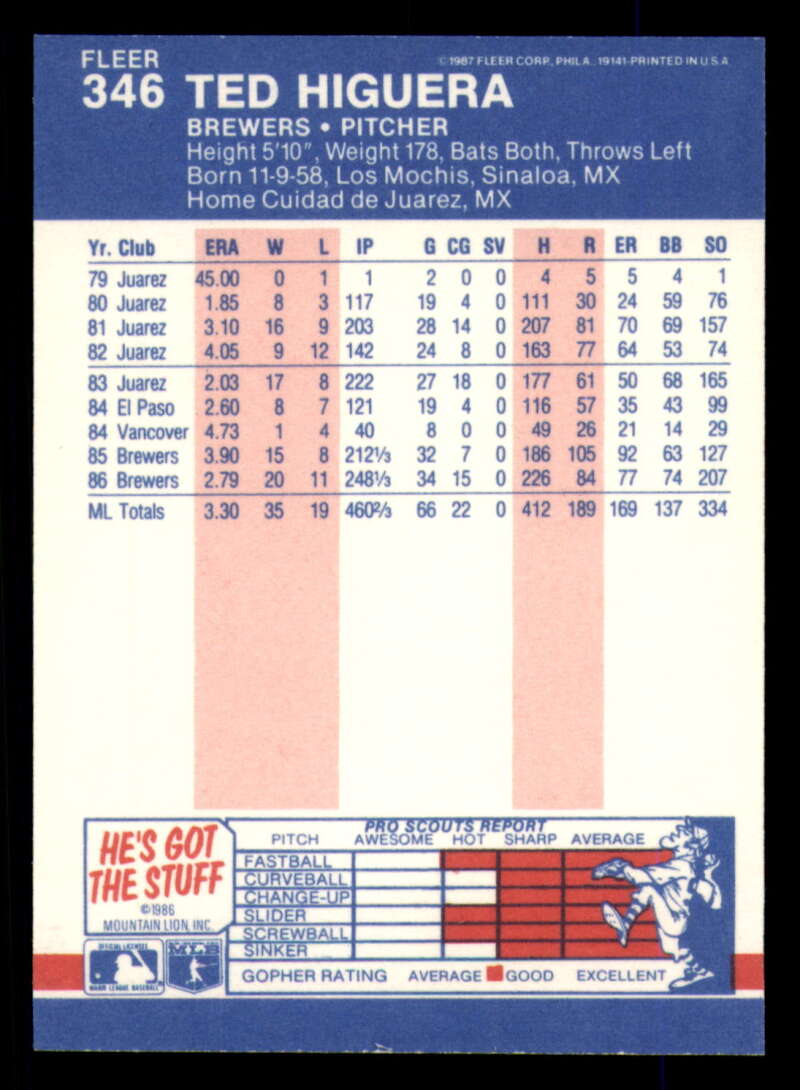 FLEER
© 1987 FLEER CORP., PHILA., 19141-PRINTED IN U.S.A.
346 TED HIGUERA
BREWERS • PITCHER
Height 5'10", Weight 178, Bats Both, Throws Left
Born 11-9-58, Los Mochis, Sinaloa, MX
Home Cuidad de Juarez, MX
Yr. Club ERA W L IP G CG SV H R ER BB SO
79 Juarez 45.00 0 1 1 2 0 0 4 5 5 4 1
80 Juarez 1.85 8 3 117 19 4 0 111 30 24 59 76
81 Juarez 3.10 16 9 203 28 14 0 207 81 70 69 157
82 Juarez 4.05 9 12 142 24 8 0 163 77 64 53 74
83 Juarez 2.03 17 8 222 27 18 0 177 61 50 68 165
84 El Paso 2.60 8 7 121 19 4 0 116 57 35 43 99
84 Vancover 4.73 1 4 40 8 0 0 49 26 21 14 29
85 Brewers 3.90 15 8 212⅓ 32 7 0 186 105 92 63 127
86 Brewers 2.79 20 11 248⅓ 34 15 0 226 84 77 74 207
ML Totals 3.30 35 19 460⅔ 66 22 0 412 189 169 137 334
HE'S GOT
THE STUFF
©1986
MOUNTAIN LION, INC.
OFFICIAL LICENSEE
MAJOR LEAGUE BASEBALL
MLB
PRO SCOUTS REPORT
PITCH AWESOME HOT SHARP AVERAGE
FASTBALL
CURVEBALL
CHANGE-UP
SLIDER
SCREWBALL
SINKER
GOPHER RATING AVERAGE GOOD EXCELLENT